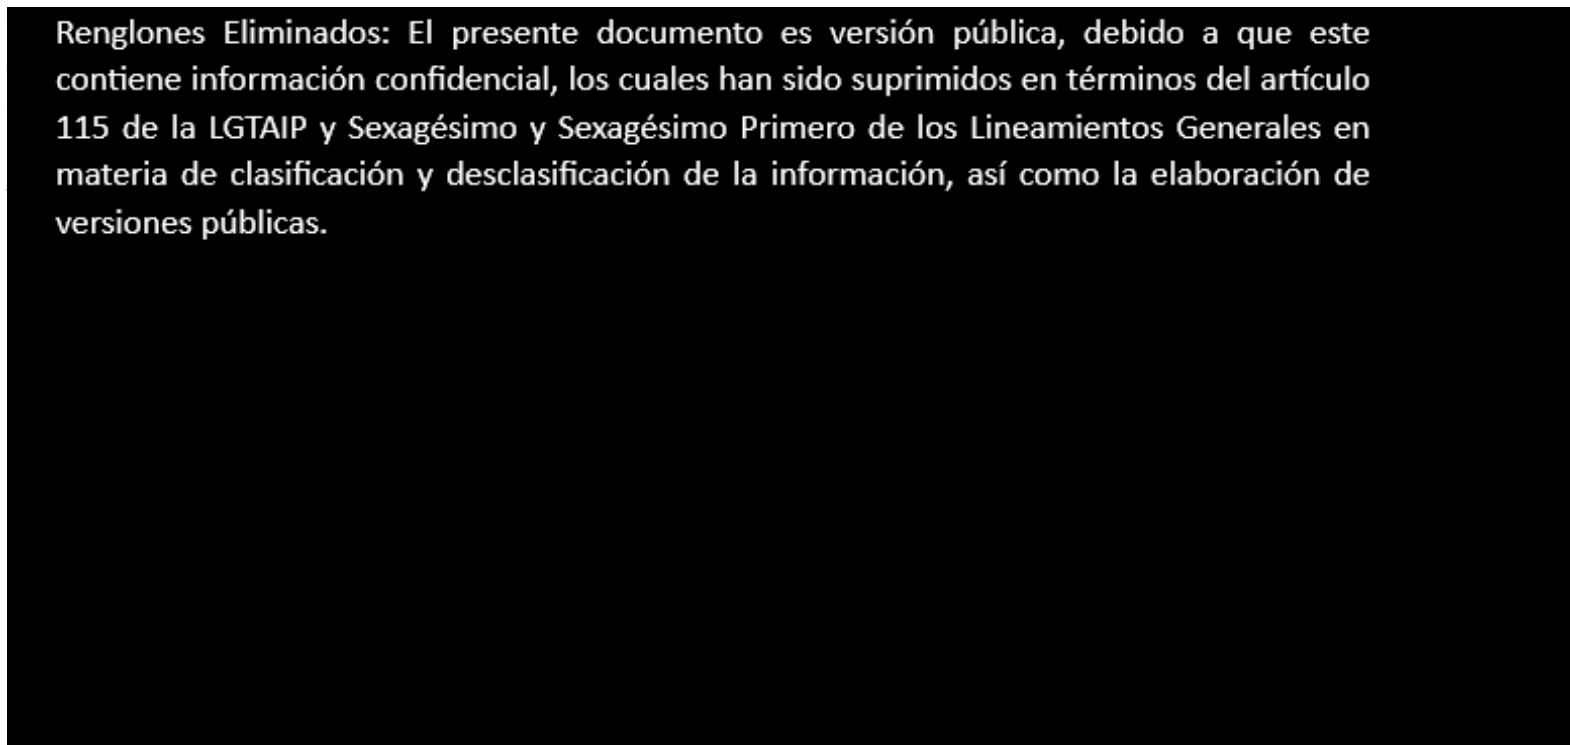 Renglones Eliminados: El presente documento es versión pública, debido a que este
contiene información confidencial, los cuales han sido suprimidos en términos del artículo
115 de la LGTAIP y Sexagésimo y Sexagésimo Primero de los Lineamientos Generales en
materia de clasificación y desclasificación de la información, así como la elaboración de
versiones públicas.